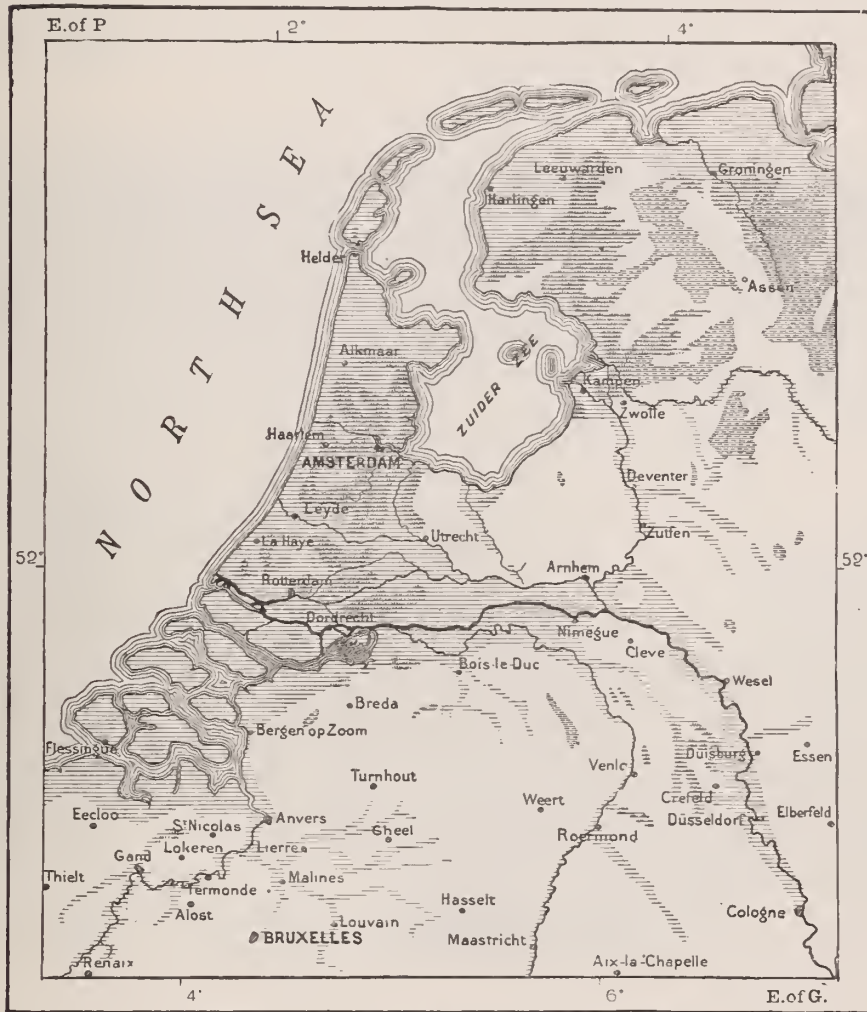 E. of P
2°
4°
NORTH SEA
Leeuwarden
Groningen
Harlingen
Helder
Assen
Alkmaar
ZUIDER ZEE
Kampen
Zwolle
Haarlem
AMSTERDAM
Deventer
Leyde
Utrecht
Zutfen
La Haye
52°
52°
Arnhem
Rotterdam
Dordrecht
Nimegue
Cleve
Bois-le-Duc
Wesel
Breda
Bergen op Zoom
Flessingue
Duisburg
Essen
Venlo
Turnhout
Crefeld
Weert
Düsseldorf
Elberfeld
Eecloo
St Nicolas
Anvers
Roermond
Gheel
Lokeren
Lierre
Gand
Thielt
Termonde
Malines
Alost
Hasselt
Cologne
Louvain
BRUXELLES
Maastricht
Renaix
Aix-la-Chapelle
4°
6°
E. of G.